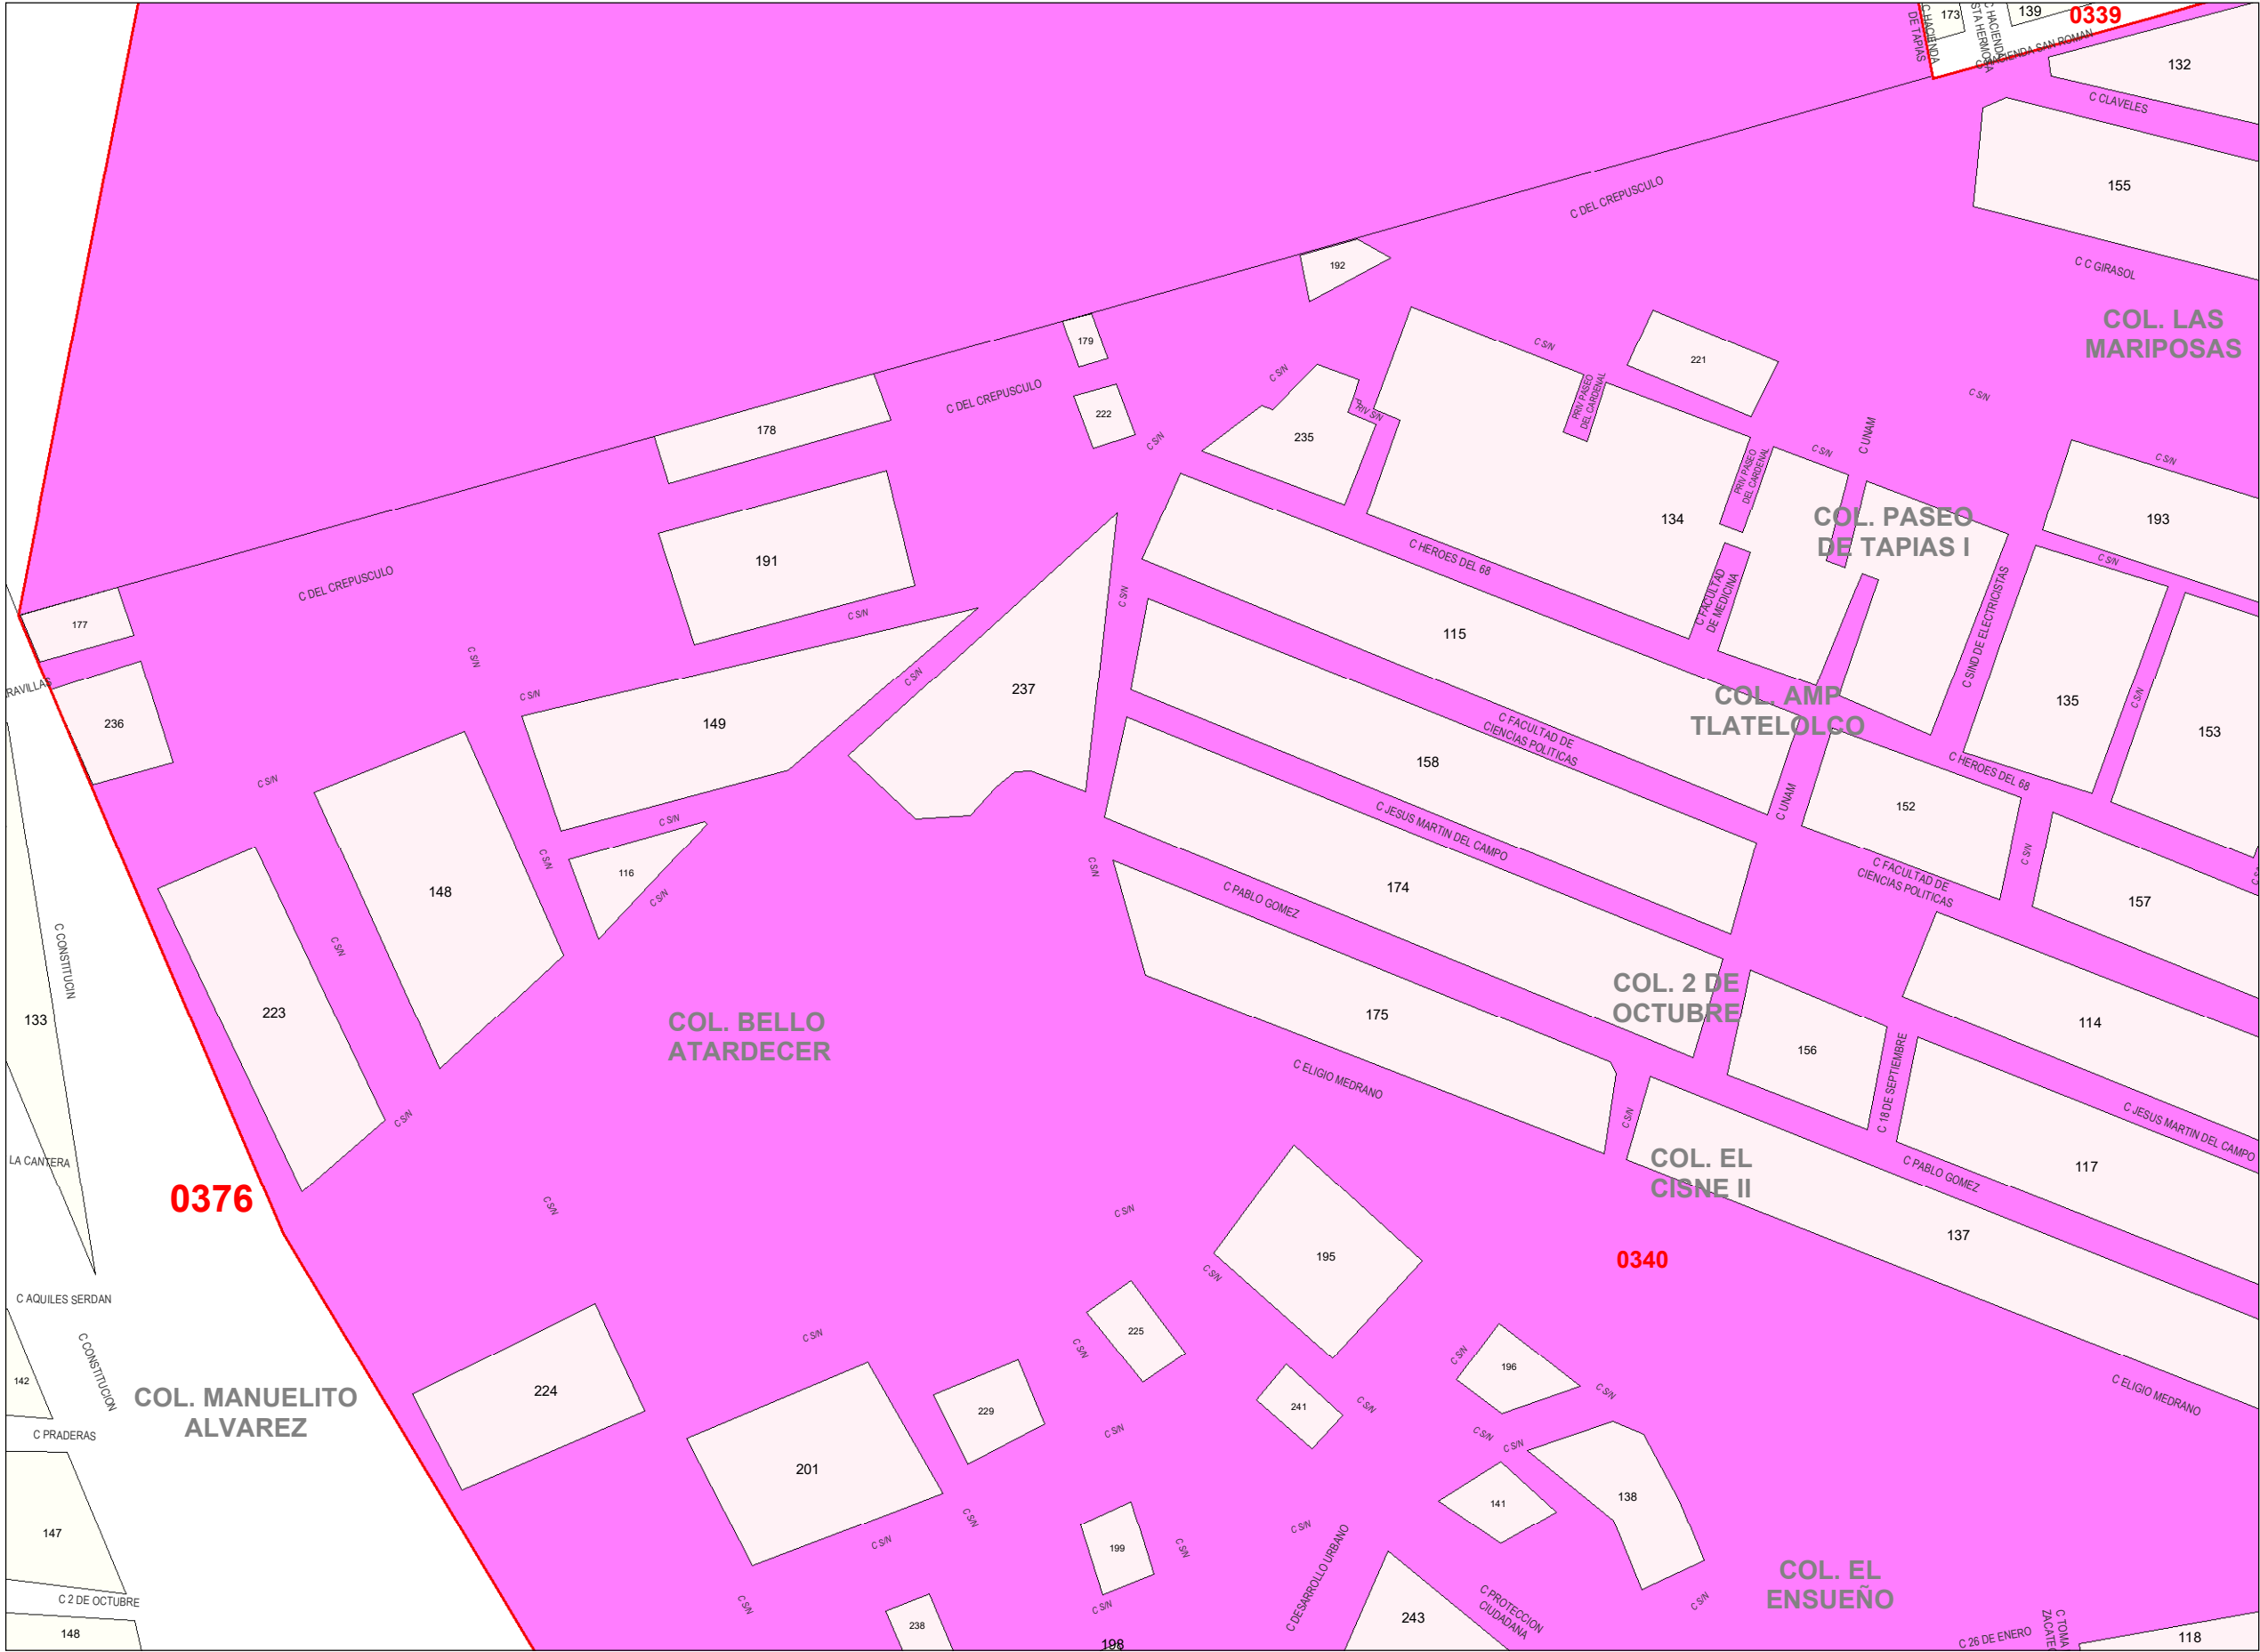 173
139
0339
C HACIENDA
DE TAPIAS
C HACIENDA
STA HERMOSA
HACIENDA SAN ROMAN
132
C CLAVELES
155
C DEL CREPUSCULO
C C GIRASOL
192
COL. LAS
MARIPOSAS
179
C S/N
221
C S/N
PRIV PASEO
DEL CARDENAL
C DEL CREPUSCULO
222
C S/N
PRIV S/N
C S/N
178
235
C S/N
C UNAM
C S/N
C S/N
PRIV PASEO
DEL CARDENAL
134
COL. PASEO
DE TAPIAS I
193
191
C HEROES DEL 68
C S/N
C DEL CREPUSCULO
C S/N
C FACULTAD
DE MEDICINA
C SIND DE ELECTRICISTAS
C S/N
177
115
C S/N
C S/N
RAVILLAS
236
C S/N
149
237
COL. AMP
TLATELOLCO
135
C S/N
153
C FACULTAD DE
CIENCIAS POLITICAS
158
C HEROES DEL 68
C S/N
C UNAM
152
C S/N
C JESUS MARTIN DEL CAMPO
C S/N
C S/N
116
C S/N
C S/N
C FACULTAD DE
CIENCIAS POLITICAS
148
174
C PABLO GOMEZ
157
C CONSTITUCIN
C S/N
133
223
COL. BELLO
ATARDECER
175
COL. 2 DE
OCTUBRE
114
156
C ELIGIO MEDRANO
C 18 DE SEPTIEMBRE
C S/N
C S/N
C JESUS MARTIN DEL CAMPO
LA CANTERA
COL. EL
CISNE II
C PABLO GOMEZ
117
0376
C S/N
C S/N
137
195
0340
C S/N
C AQUILES SERDAN
C S/N
225
C S/N
C CONSTITUCION
142
COL. MANUELITO
ALVAREZ
224
229
C S/N
196
C S/N
241
C S/N
C ELIGIO MEDRANO
C PRADERAS
C S/N
C S/N
C S/N
201
138
141
147
C S/N
C S/N
C S/N
199
C S/N
C DESARROLLO URBANO
COL. EL
ENSUEÑO
C 2 DE OCTUBRE
C S/N
C S/N
C PROTECCION
CIUDADANA
C S/N
238
243
148
198
C 26 DE ENERO
C TOMA
ZACATE
118